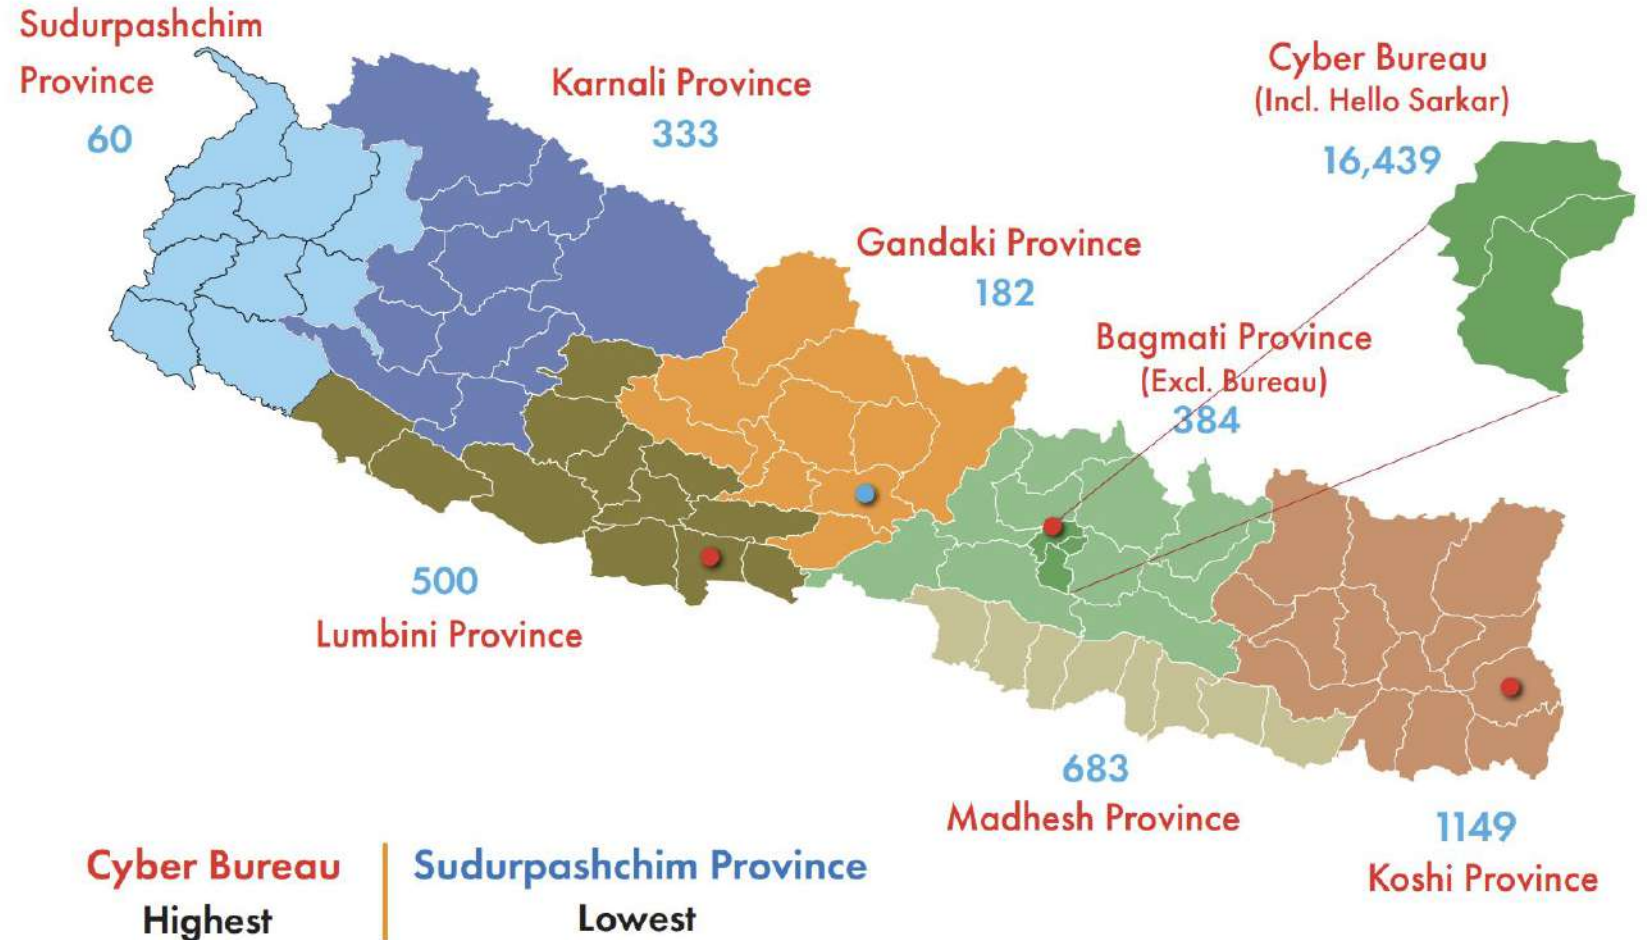 Sudurpashchim
Province
60
Karnali Province
333
Cyber Bureau
(Incl. Hello Sarkar)
16,439
Gandaki Province
182
Bagmati Province
(Excl. Bureau)
384
500
Lumbini Province
683
Madhesh Province
1149
Koshi Province
Cyber Bureau
Highest
Sudurpashchim Province
Lowest